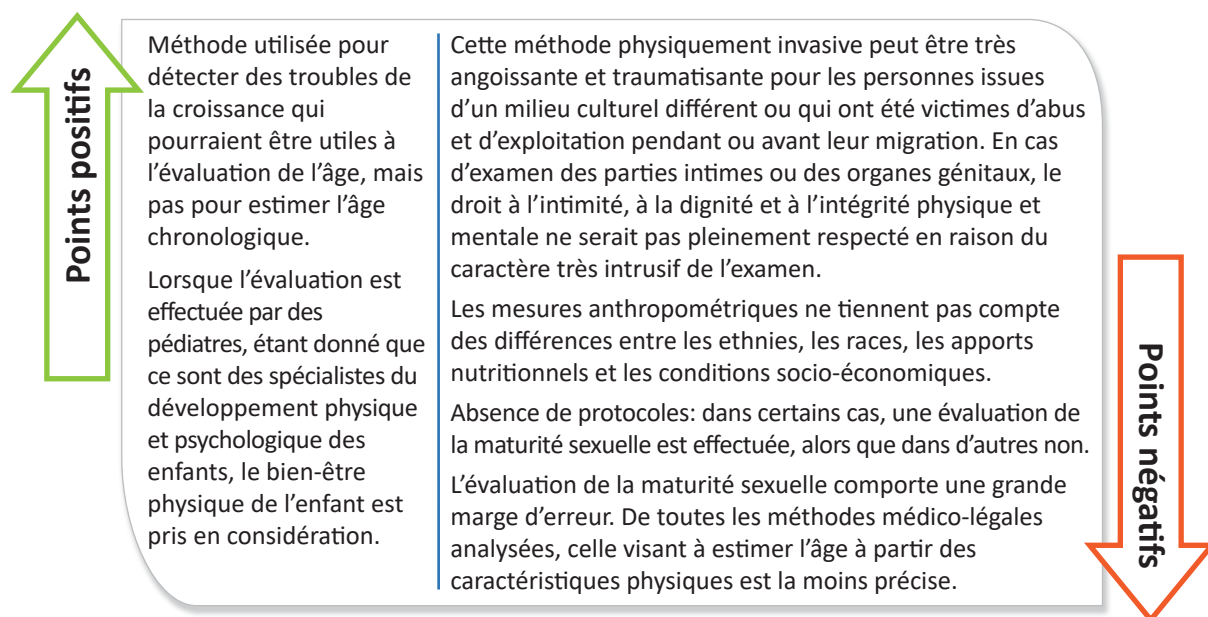 Points positifs
Méthode utilisée pour
détecter des troubles de
la croissance qui
pourraient être utiles à
l’évaluation de l’âge, mais
pas pour estimer l’âge
chronologique.
Lorsque l’évaluation est
effectuée par des
pédiatres, étant donné que
ce sont des spécialistes du
développement physique
et psychologique des
enfants, le bien-être
physique de l’enfant est
pris en considération.
Cette méthode physiquement invasive peut être très
angoissante et traumatisante pour les personnes issues
d’un milieu culturel différent ou qui ont été victimes d’abus
et d’exploitation pendant ou avant leur migration. En cas
d’examen des parties intimes ou des organes génitaux, le
droit à l’intimité, à la dignité et à l’intégrité physique et
mentale ne serait pas pleinement respecté en raison du
caractère très intrusif de l’examen.
Les mesures anthropométriques ne tiennent pas compte
des différences entre les ethnies, les races, les apports
nutritionnels et les conditions socio-économiques.
Absence de protocoles: dans certains cas, une évaluation de
la maturité sexuelle est effectuée, alors que dans d’autres non.
L’évaluation de la maturité sexuelle comporte une grande
marge d’erreur. De toutes les méthodes médico-légales
analysées, celle visant à estimer l’âge à partir des
caractéristiques physiques est la moins précise.
Points négatifs